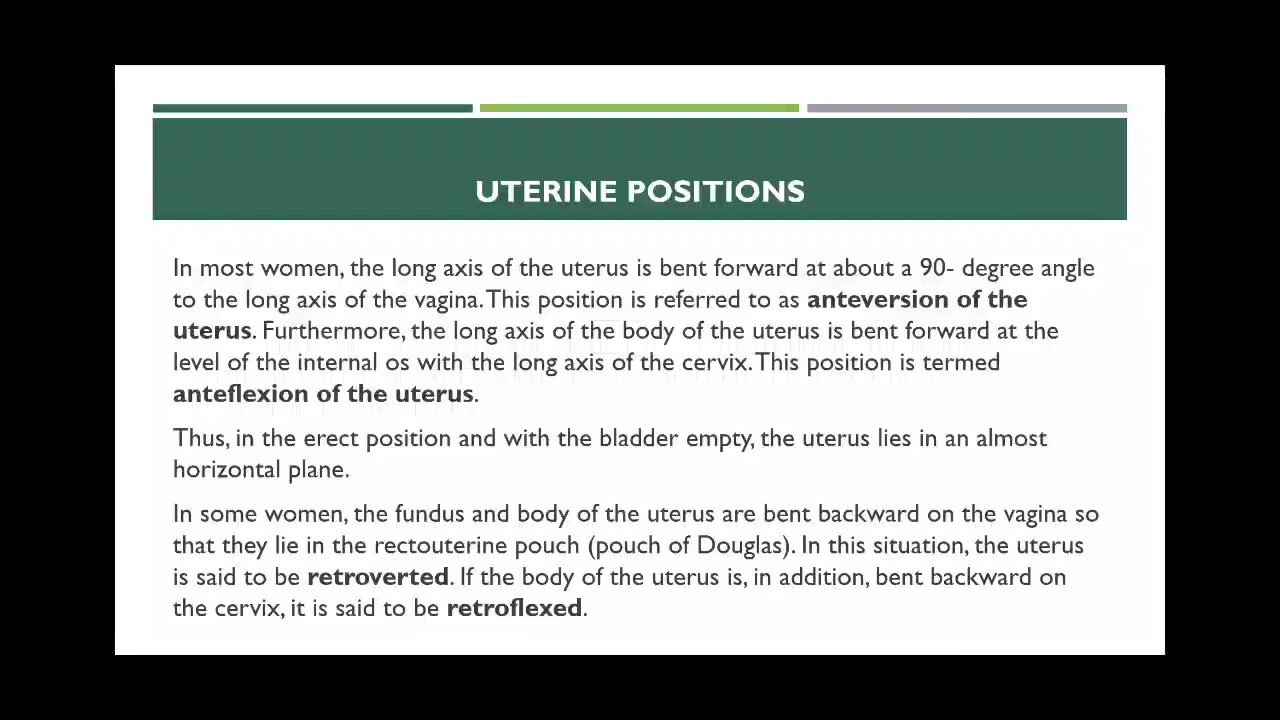 UTERINE POSITIONS
In most women, the long axis of the uterus is bent forward at about a 90- degree angle
to the long axis of the vagina. This position is referred to as anteversion of the
uterus. Furthermore, the long axis of the body of the uterus is bent forward at the
level of the internal os with the long axis of the cervix. This position is termed
anteflexion of the uterus.
Thus, in the erect position and with the bladder empty, the uterus lies in an almost
horizontal plane.
In some women, the fundus and body of the uterus are bent backward on the vagina so
that they lie in the rectouterine pouch (pouch of Douglas). In this situation, the uterus
is said to be retroverted. If the body of the uterus is, in addition, bent backward on
the cervix, it is said to be retroflexed.